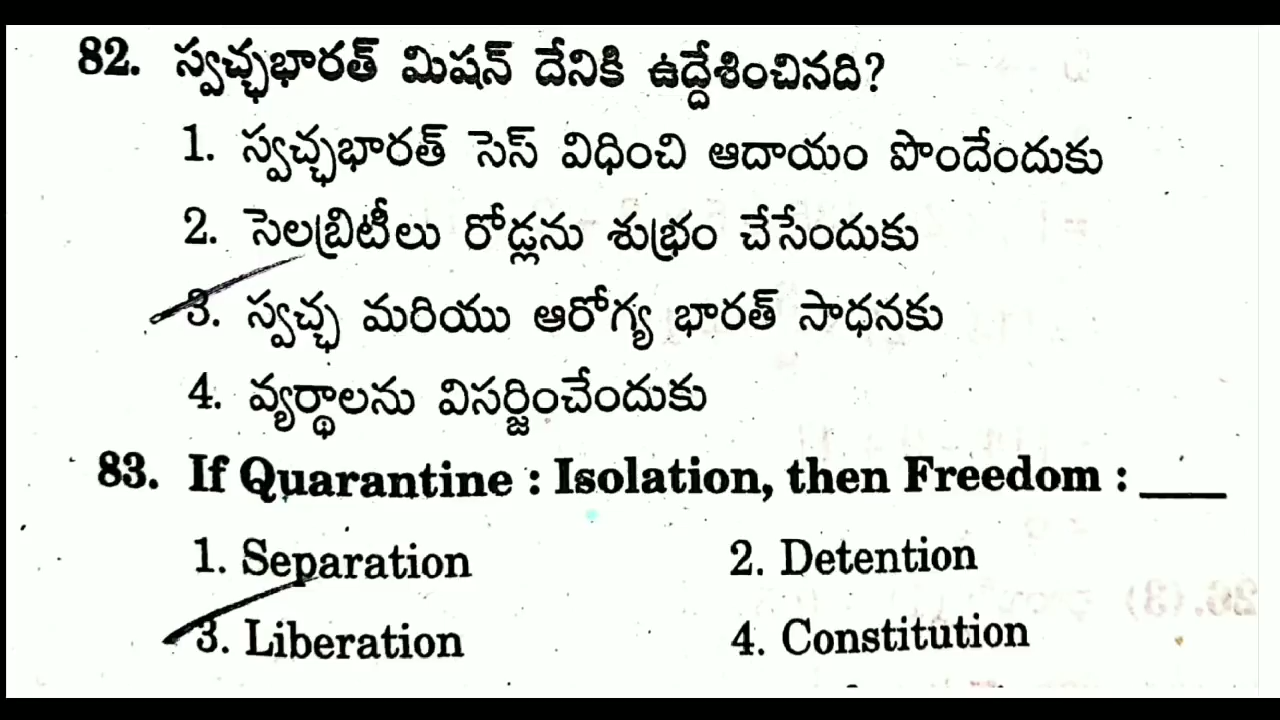 82. స్వచ్ఛభారత్ మిషన్ దేనికి ఉద్దేశించినది?
1. స్వచ్ఛభారత్ సెస్ విధించి ఆదాయం పొందేందుకు
2. సెలబ్రిటీలు రోడ్లను శుభ్రం చేసేందుకు
3. స్వచ్ఛ మరియు ఆరోగ్య భారత్ సాధనకు
4. వ్యర్థాలను విసర్జించేందుకు
83. If Quarantine : Isolation, then Freedom : ____
1. Separation 2. Detention
3. Liberation 4. Constitution